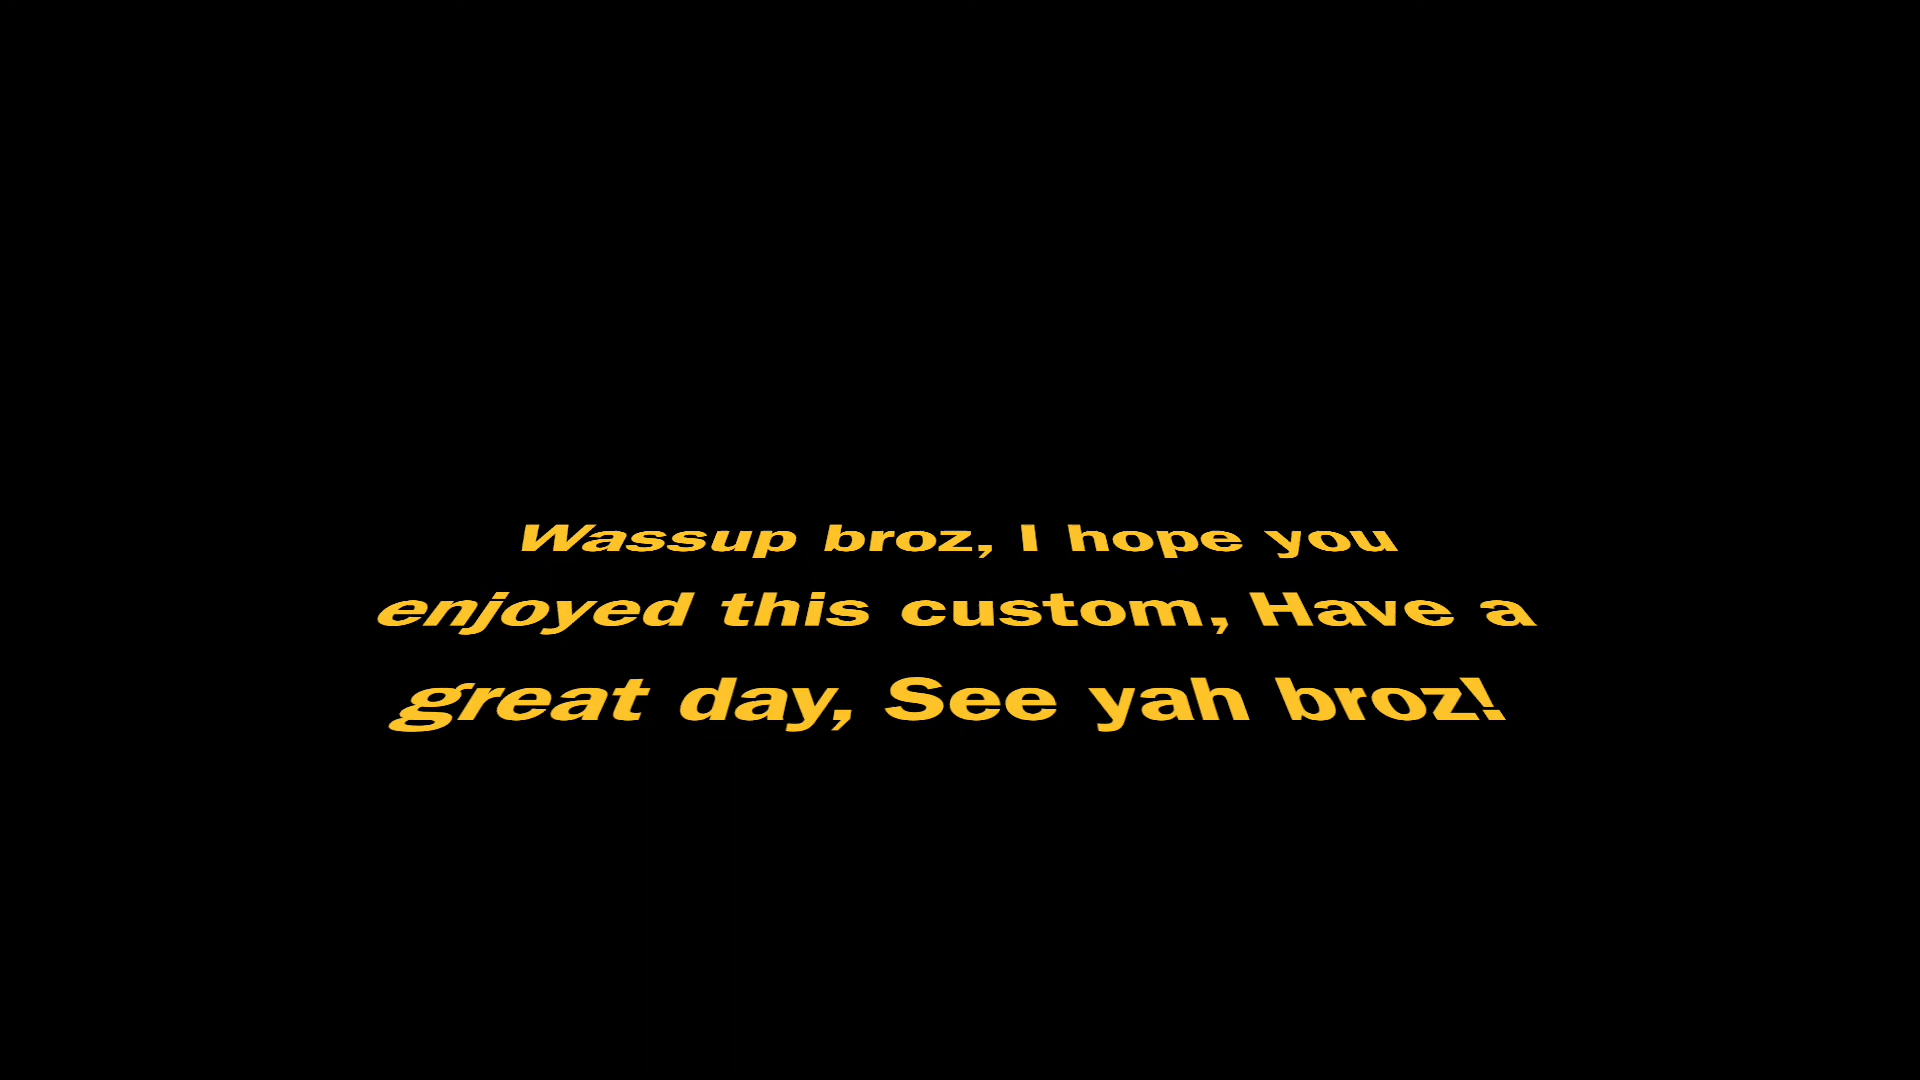 Wassup broz, I hope you
enjoyed this custom, Have a
great day, See yah broz!